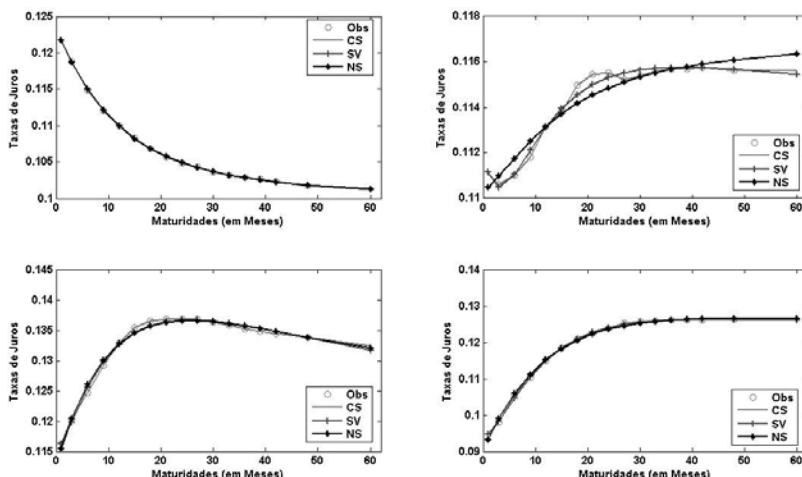 0.125
0.12
0.115
0.11
0.105
0.1
Taxas de Juros
0 10 20 30 40 50 60
Maturidades (em Meses)
Obs
CS
SV
NS
0.118
0.116
0.114
0.112
0.11
Taxas de Juros
0 10 20 30 40 50 60
Maturidades (em Meses)
Obs
CS
SV
NS
0.145
0.14
0.135
0.13
0.125
0.12
0.115
Taxas de Juros
0 10 20 30 40 50 60
Maturidades (em Meses)
Obs
CS
SV
NS
0.14
0.13
0.12
0.11
0.1
0.09
Taxas de Juros
0 10 20 30 40 50 60
Maturidades (em Meses)
Obs
CS
SV
NS